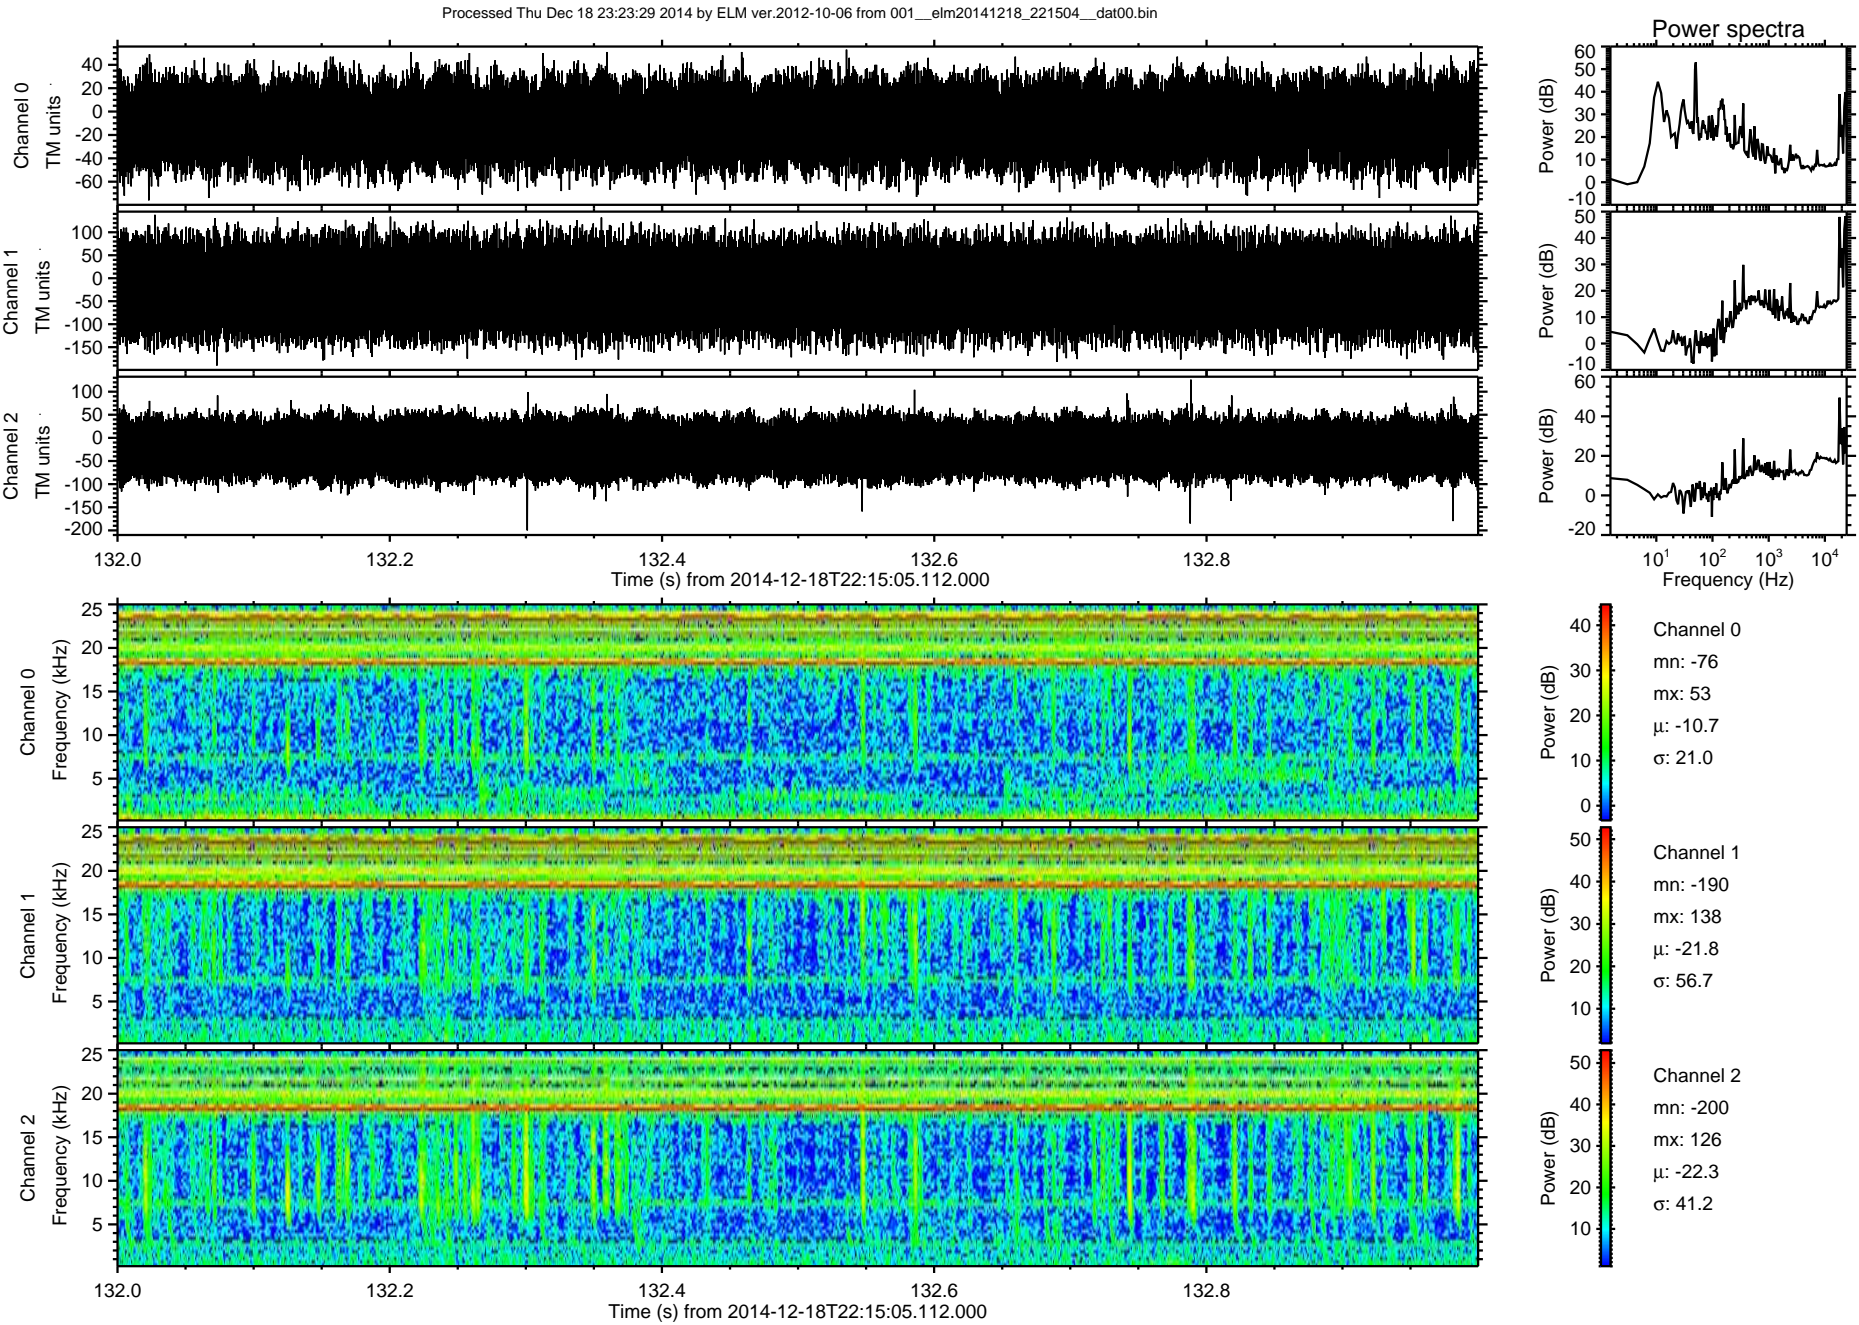 Processed Thu Dec 18 23:23:29 2014 by ELM ver.2012-10-06 from 001__elm20141218_221504__dat00.bin
Power spectra
Channel 0
TM units
40
20
0
-20
-40
-60
Power (dB)
60
50
40
30
20
10
0
-10
Channel 1
TM units
100
50
0
-50
-100
-150
Power (dB)
50
40
30
20
10
0
-10
Channel 2
TM units
100
50
0
-50
-100
-150
-200
Power (dB)
60
40
20
0
-20
132.0 132.2 132.4 132.6 132.8
Time (s) from 2014-12-18T22:15:05.112.000
10^1 10^2 10^3 10^4
Frequency (Hz)
Channel 0
Frequency (kHz)
25
20
15
10
5
Power (dB)
40
30
20
10
0
Channel 0
mn: -76
mx: 53
μ: -10.7
σ: 21.0
Channel 1
Frequency (kHz)
25
20
15
10
5
Power (dB)
50
40
30
20
10
Channel 1
mn: -190
mx: 138
μ: -21.8
σ: 56.7
Channel 2
Frequency (kHz)
25
20
15
10
5
Power (dB)
50
40
30
20
10
Channel 2
mn: -200
mx: 126
μ: -22.3
σ: 41.2
132.0 132.2 132.4 132.6 132.8
Time (s) from 2014-12-18T22:15:05.112.000